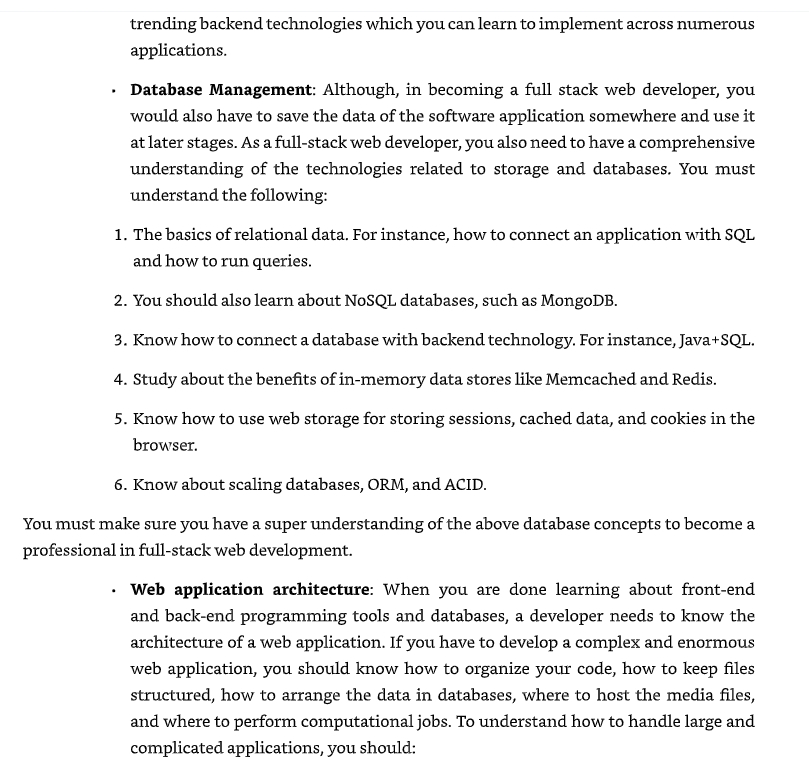 trending backend technologies which you can learn to implement across numerous
applications.
• Database Management: Although, in becoming a full stack web developer, you
would also have to save the data of the software application somewhere and use it
at later stages. As a full-stack web developer, you also need to have a comprehensive
understanding of the technologies related to storage and databases. You must
understand the following:
1. The basics of relational data. For instance, how to connect an application with SQL
and how to run queries.
2. You should also learn about NoSQL databases, such as MongoDB.
3. Know how to connect a database with backend technology. For instance, Java+SQL.
4. Study about the benefits of in-memory data stores like Memcached and Redis.
5. Know how to use web storage for storing sessions, cached data, and cookies in the
browser.
6. Know about scaling databases, ORM, and ACID.
You must make sure you have a super understanding of the above database concepts to become a
professional in full-stack web development.
• Web application architecture: When you are done learning about front-end
and back-end programming tools and databases, a developer needs to know the
architecture of a web application. If you have to develop a complex and enormous
web application, you should know how to organize your code, how to keep files
structured, how to arrange the data in databases, where to host the media files,
and where to perform computational jobs. To understand how to handle large and
complicated applications, you should: